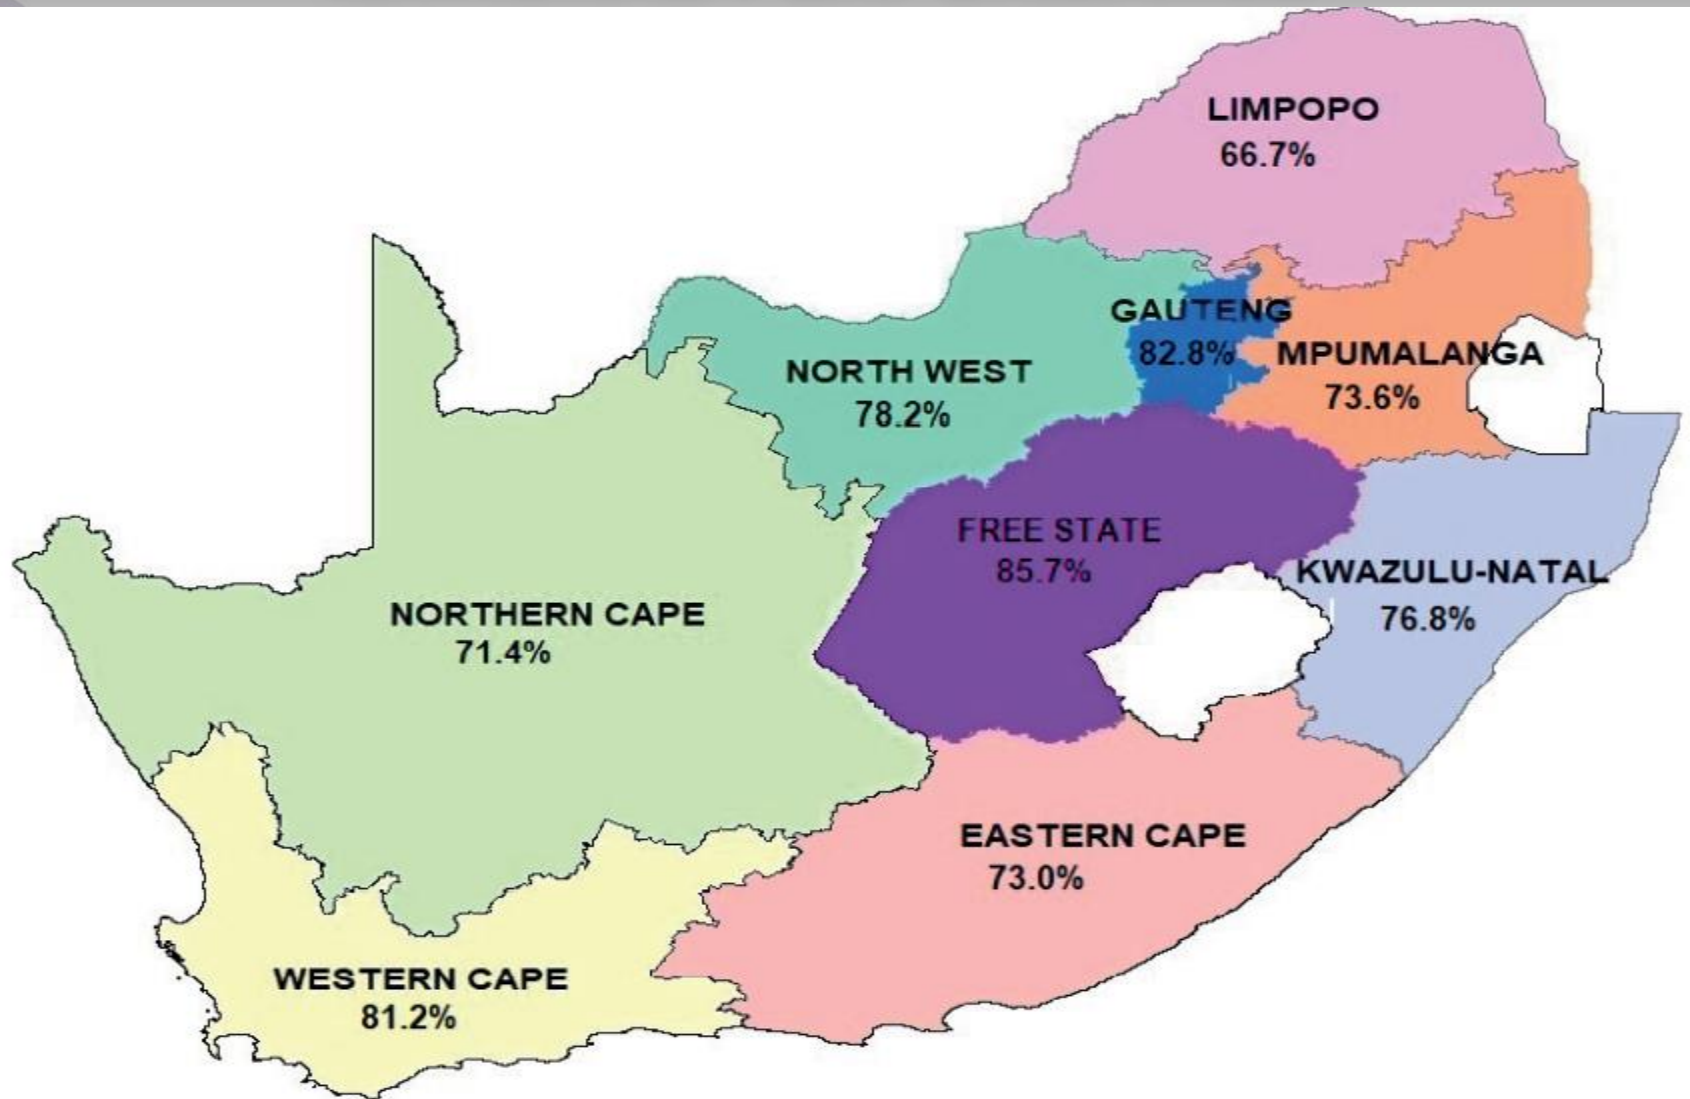 LIMPOPO
66.7%
GAUTENG
82.8%
MPUMALANGA
73.6%
NORTH WEST
78.2%
FREE STATE
85.7%
KWAZULU-NATAL
76.8%
NORTHERN CAPE
71.4%
EASTERN CAPE
73.0%
WESTERN CAPE
81.2%